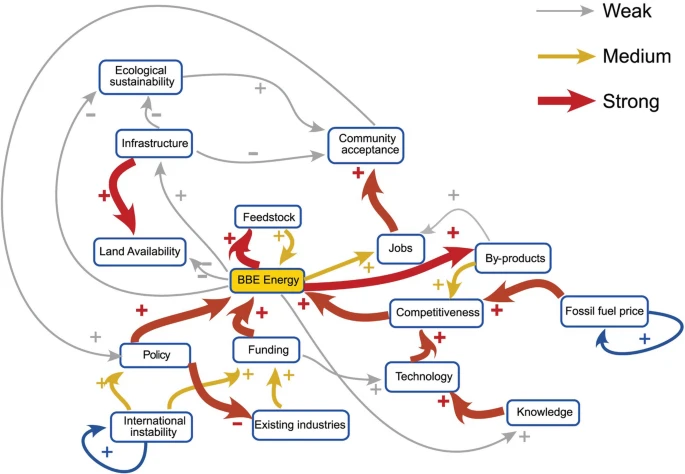 Weak
Medium
Strong
Ecological
sustainability
+
−
−
Infrastructure
−
Community
acceptance
+
+
+
Land Availability
−
−
Feedstock
+
+
Jobs
+
−
+
By-products
+
BBE Energy
+
+
Competitiveness
+
Fossil fuel price
+
+
+
+
Policy
Funding
+
Technology
+
+
+
+
+
International
instability
+
−
Existing industries
Knowledge
+